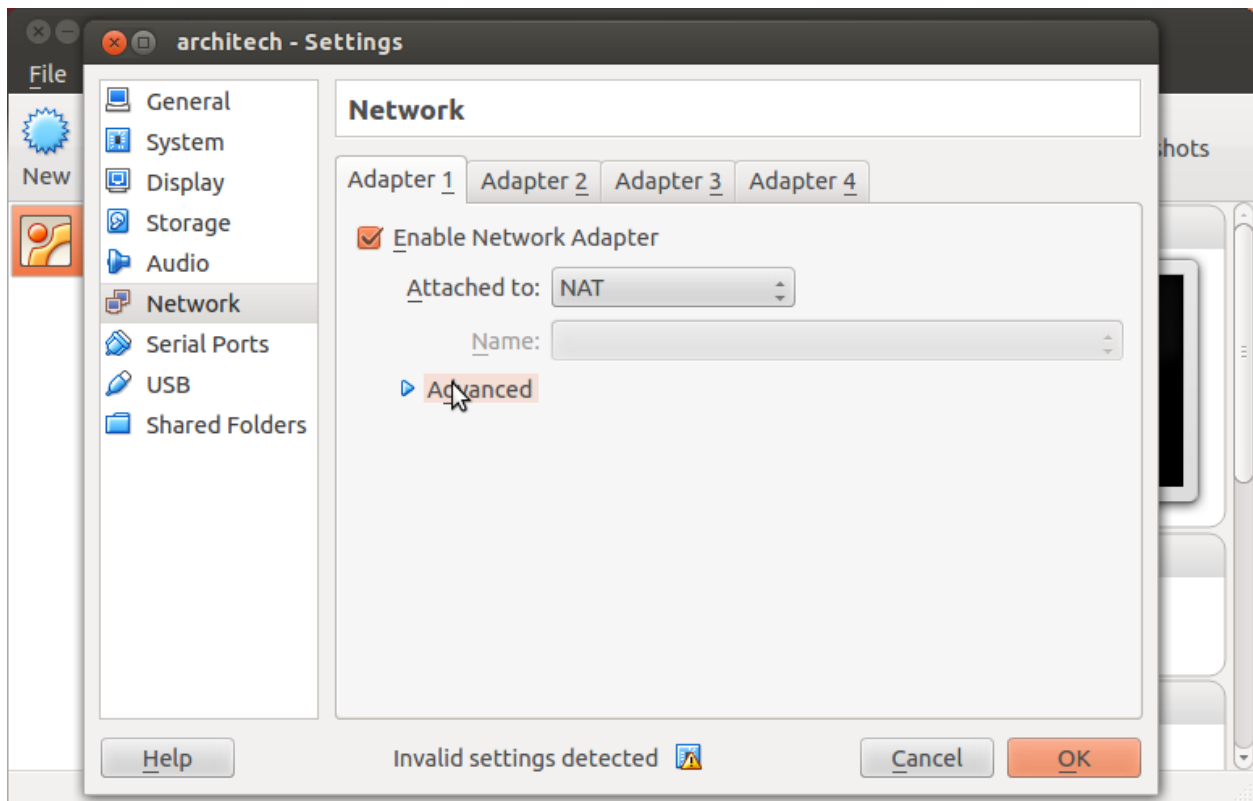 architech - Settings
File
New
shots
General
System
Display
Storage
Audio
Network
Serial Ports
USB
Shared Folders
Network
Adapter 1 Adapter 2 Adapter 3 Adapter 4
Enable Network Adapter
Attached to: NAT
Name:
Advanced
Help
Invalid settings detected
Cancel
OK